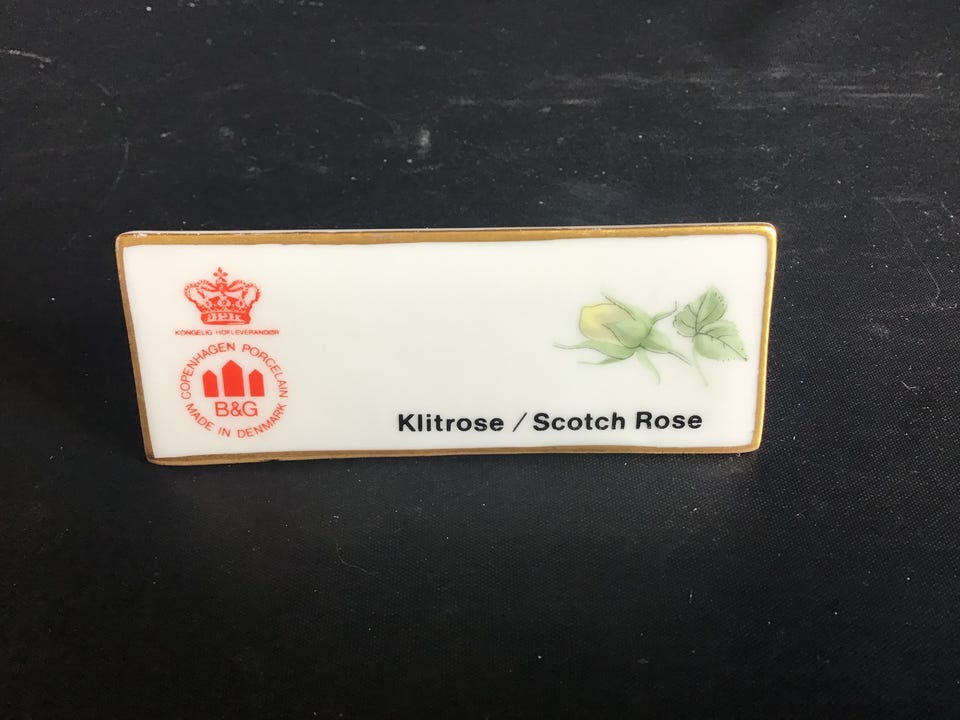 KONGELIG HOFLEVERANDØR
COPENHAGEN PORCELAIN
B&G
MADE IN DENMARK
Klitrose / Scotch Rose